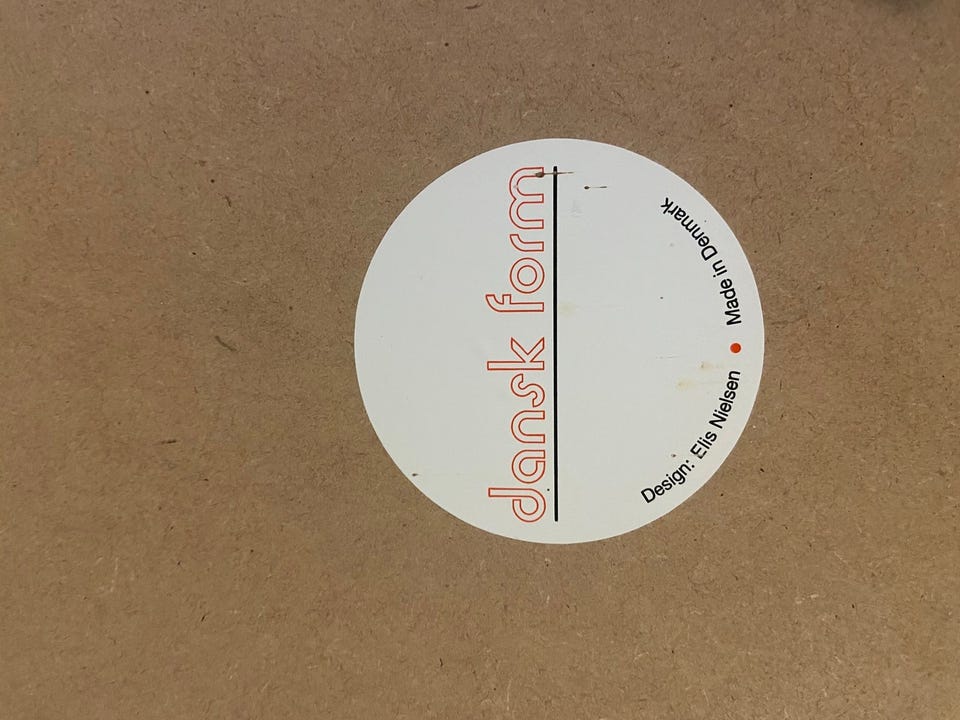 dansk form
Design: Elis Nielsen • Made in Denmark